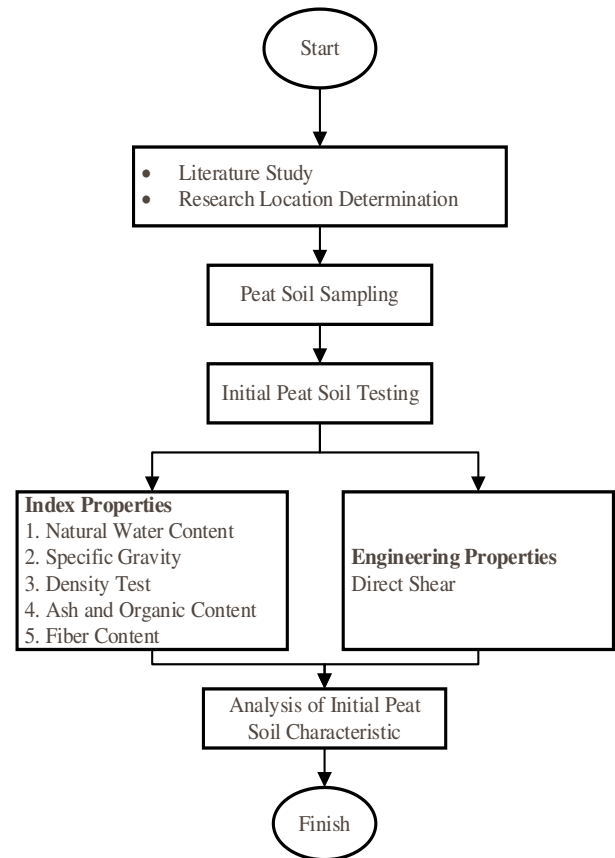 Start
• Literature Study
• Research Location Determination
Peat Soil Sampling
Initial Peat Soil Testing
Index Properties
1. Natural Water Content
2. Specific Gravity
3. Density Test
4. Ash and Organic Content
5. Fiber Content
Engineering Properties
Direct Shear
Analysis of Initial Peat
Soil Characteristic
Finish